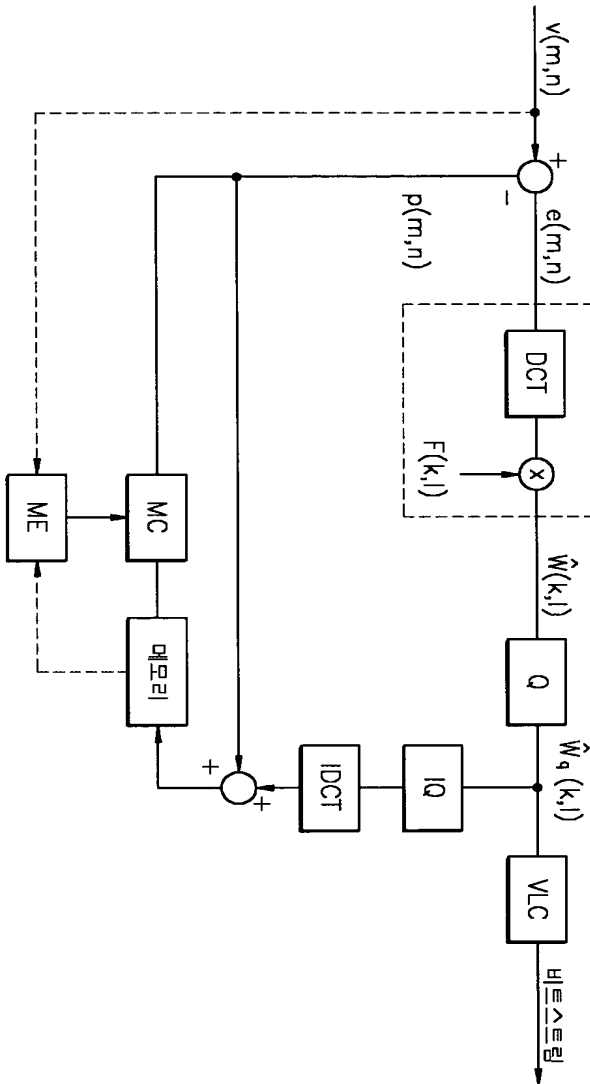 v(m,n)
+
-
e(m,n)
p(m,n)
DCT
F(k,l)
x
Ŵ(k,l)
Q
Ŵq(k,l)
VLC
비트스트림
IQ
IDCT
+
+
메모리
MC
ME